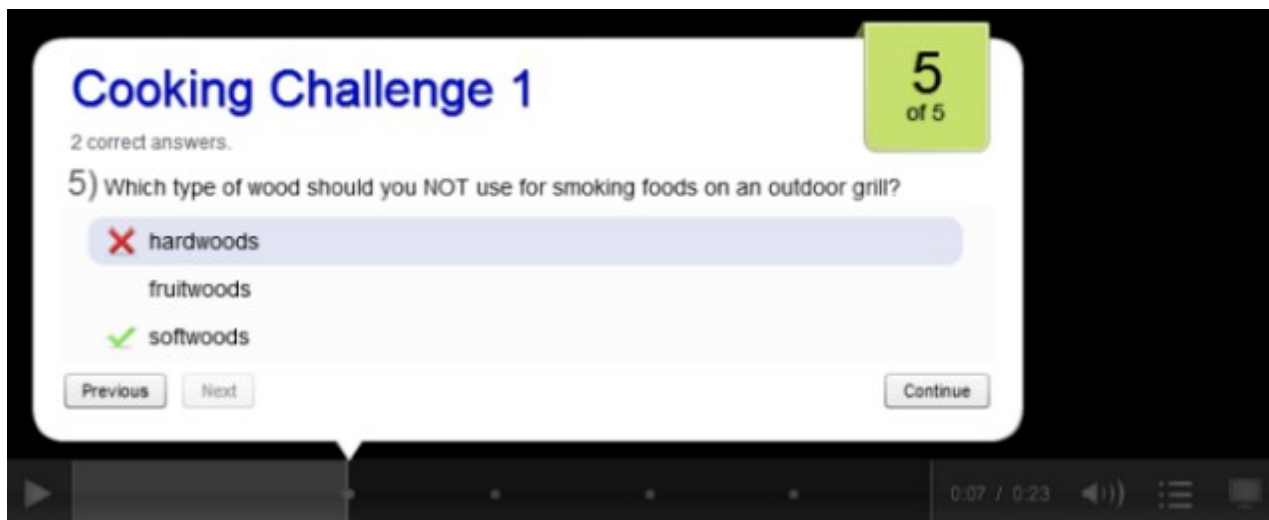 Cooking Challenge 1
5
of 5
2 correct answers.
5) Which type of wood should you NOT use for smoking foods on an outdoor grill?
hardwoods
fruitwoods
softwoods
Previous Next Continue
0:07 / 0:23